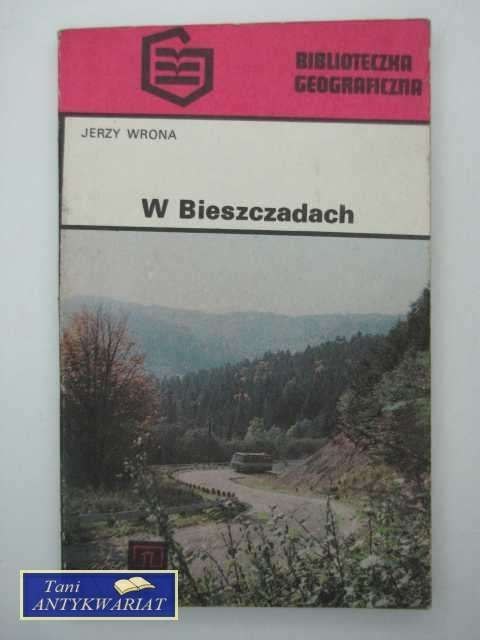 BIBLIOTECZKA
GEOGRAFICZNA
JERZY WRONA
W Bieszczadach
Tani
ANTYKWARIAT